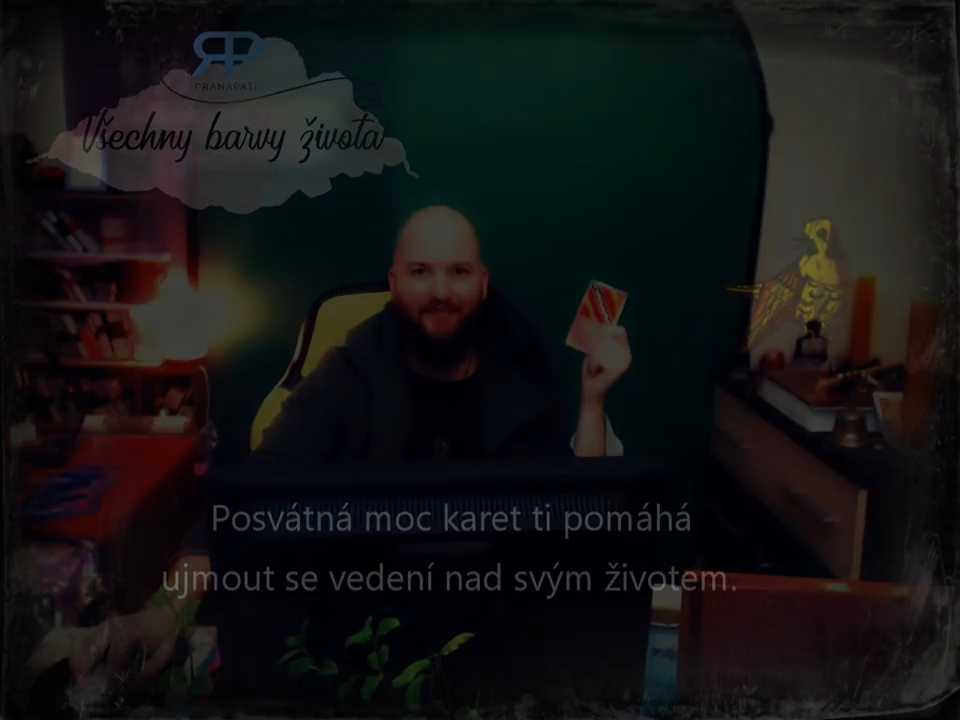 PRANAPATI
Všechny barvy života
Posvátná moc karet ti pomáhá
ujmout se vedení nad svým životem.